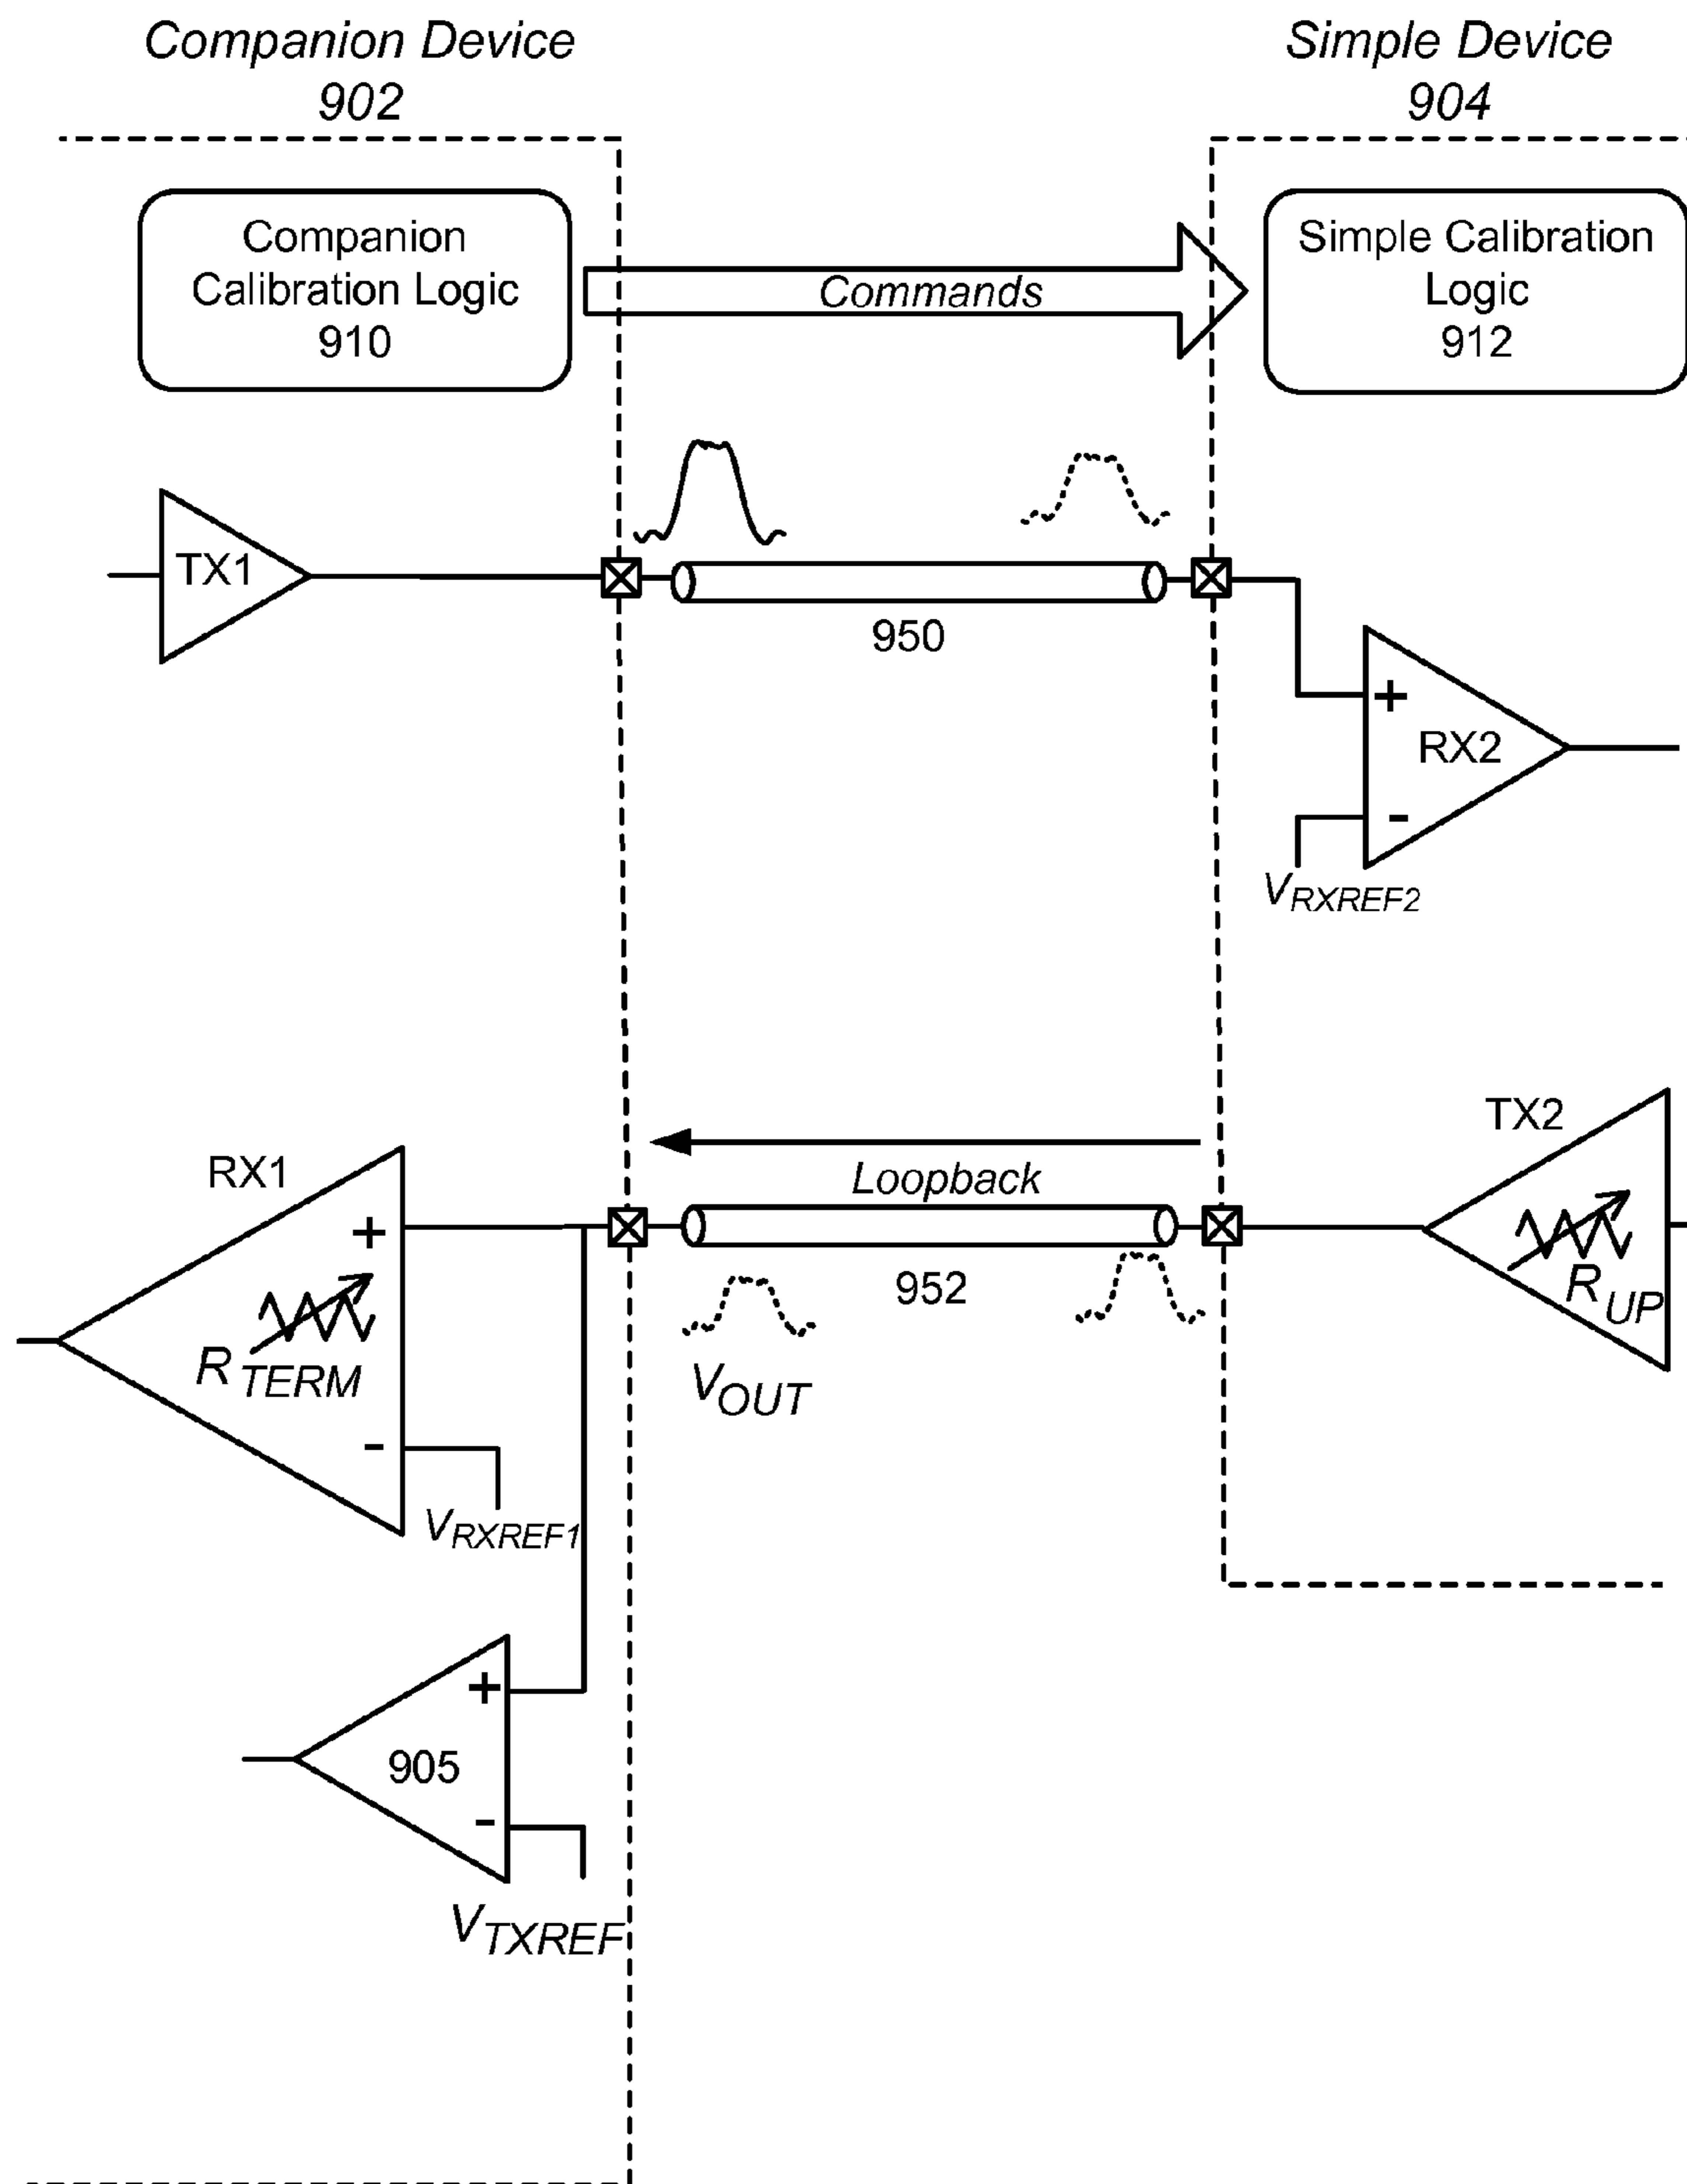 Companion Device
902
Simple Device
904
Companion
Calibration Logic
910
Commands
Simple Calibration
Logic
912
TX1
950
+
RX2
-
VRXREF2
TX2
RX1
Loopback
+
952
RUP
RTERM
VOUT
-
VRXREF1
+
905
-
VTXREF